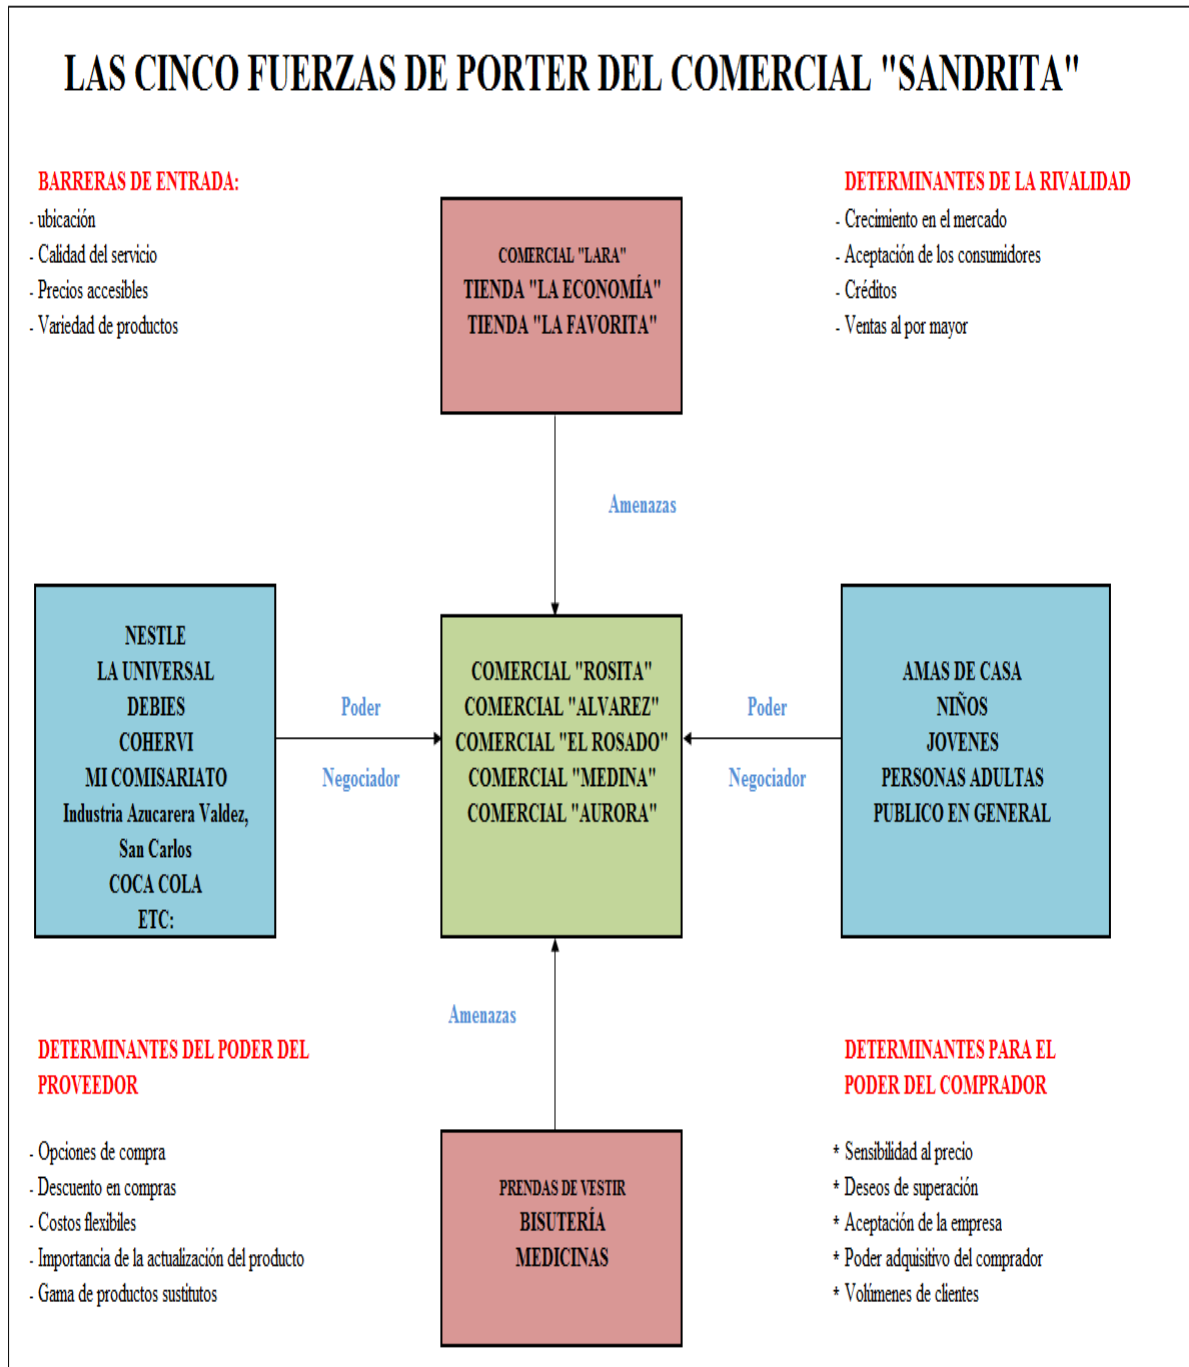 LAS CINCO FUERZAS DE PORTER DEL COMERCIAL "SANDRITA"
BARRERAS DE ENTRADA:
- ubicación
- Calidad del servicio
- Precios accesibles
- Variedad de productos
COMERCIAL "LARA"
TIENDA "LA ECONOMÍA"
TIENDA "LA FAVORITA"
DETERMINANTES DE LA RIVALIDAD
- Crecimiento en el mercado
- Aceptación de los consumidores
- Créditos
- Ventas al por mayor
Amenazas
NESTLE
LA UNIVERSAL
DEBIES
COHERVI
MI COMISARIATO
Industria Azucarera Valdez,
San Carlos
COCA COLA
ETC:
Poder
Negociador
COMERCIAL "ROSITA"
COMERCIAL "ALVAREZ"
COMERCIAL "EL ROSADO"
COMERCIAL "MEDINA"
COMERCIAL "AURORA"
Poder
Negociador
AMAS DE CASA
NIÑOS
JOVENES
PERSONAS ADULTAS
PUBLICO EN GENERAL
Amenazas
DETERMINANTES DEL PODER DEL
PROVEEDOR
- Opciones de compra
- Descuento en compras
- Costos flexibiles
- Importancia de la actualización del producto
- Gama de productos sustitutos
PRENDAS DE VESTIR
BISUTERÍA
MEDICINAS
DETERMINANTES PARA EL
PODER DEL COMPRADOR
* Sensibilidad al precio
* Deseos de superación
* Aceptación de la empresa
* Poder adquisitivo del comprador
* Volúmenes de clientes